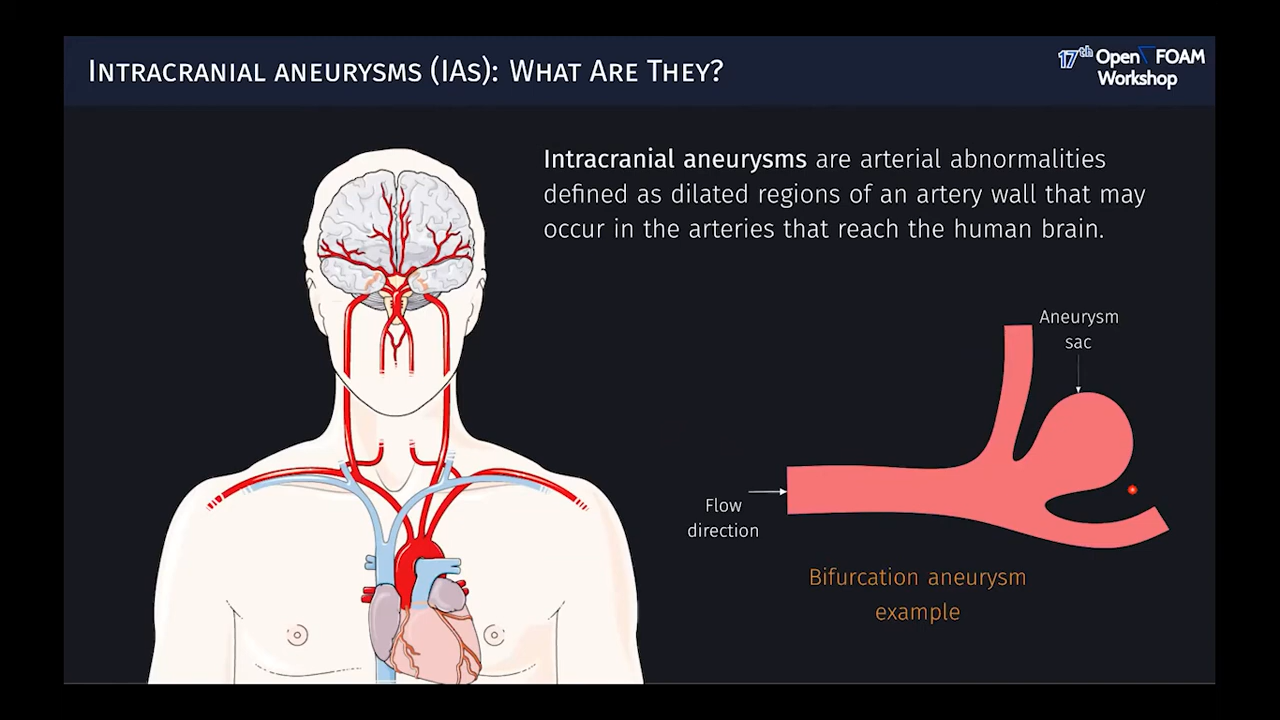 INTRACRANIAL ANEURYSMS (IAS): WHAT ARE THEY?
17th OpenFOAM
Workshop
Intracranial aneurysms are arterial abnormalities
defined as dilated regions of an artery wall that may
occur in the arteries that reach the human brain.
Aneurysm
sac
Flow
direction
Bifurcation aneurysm
example